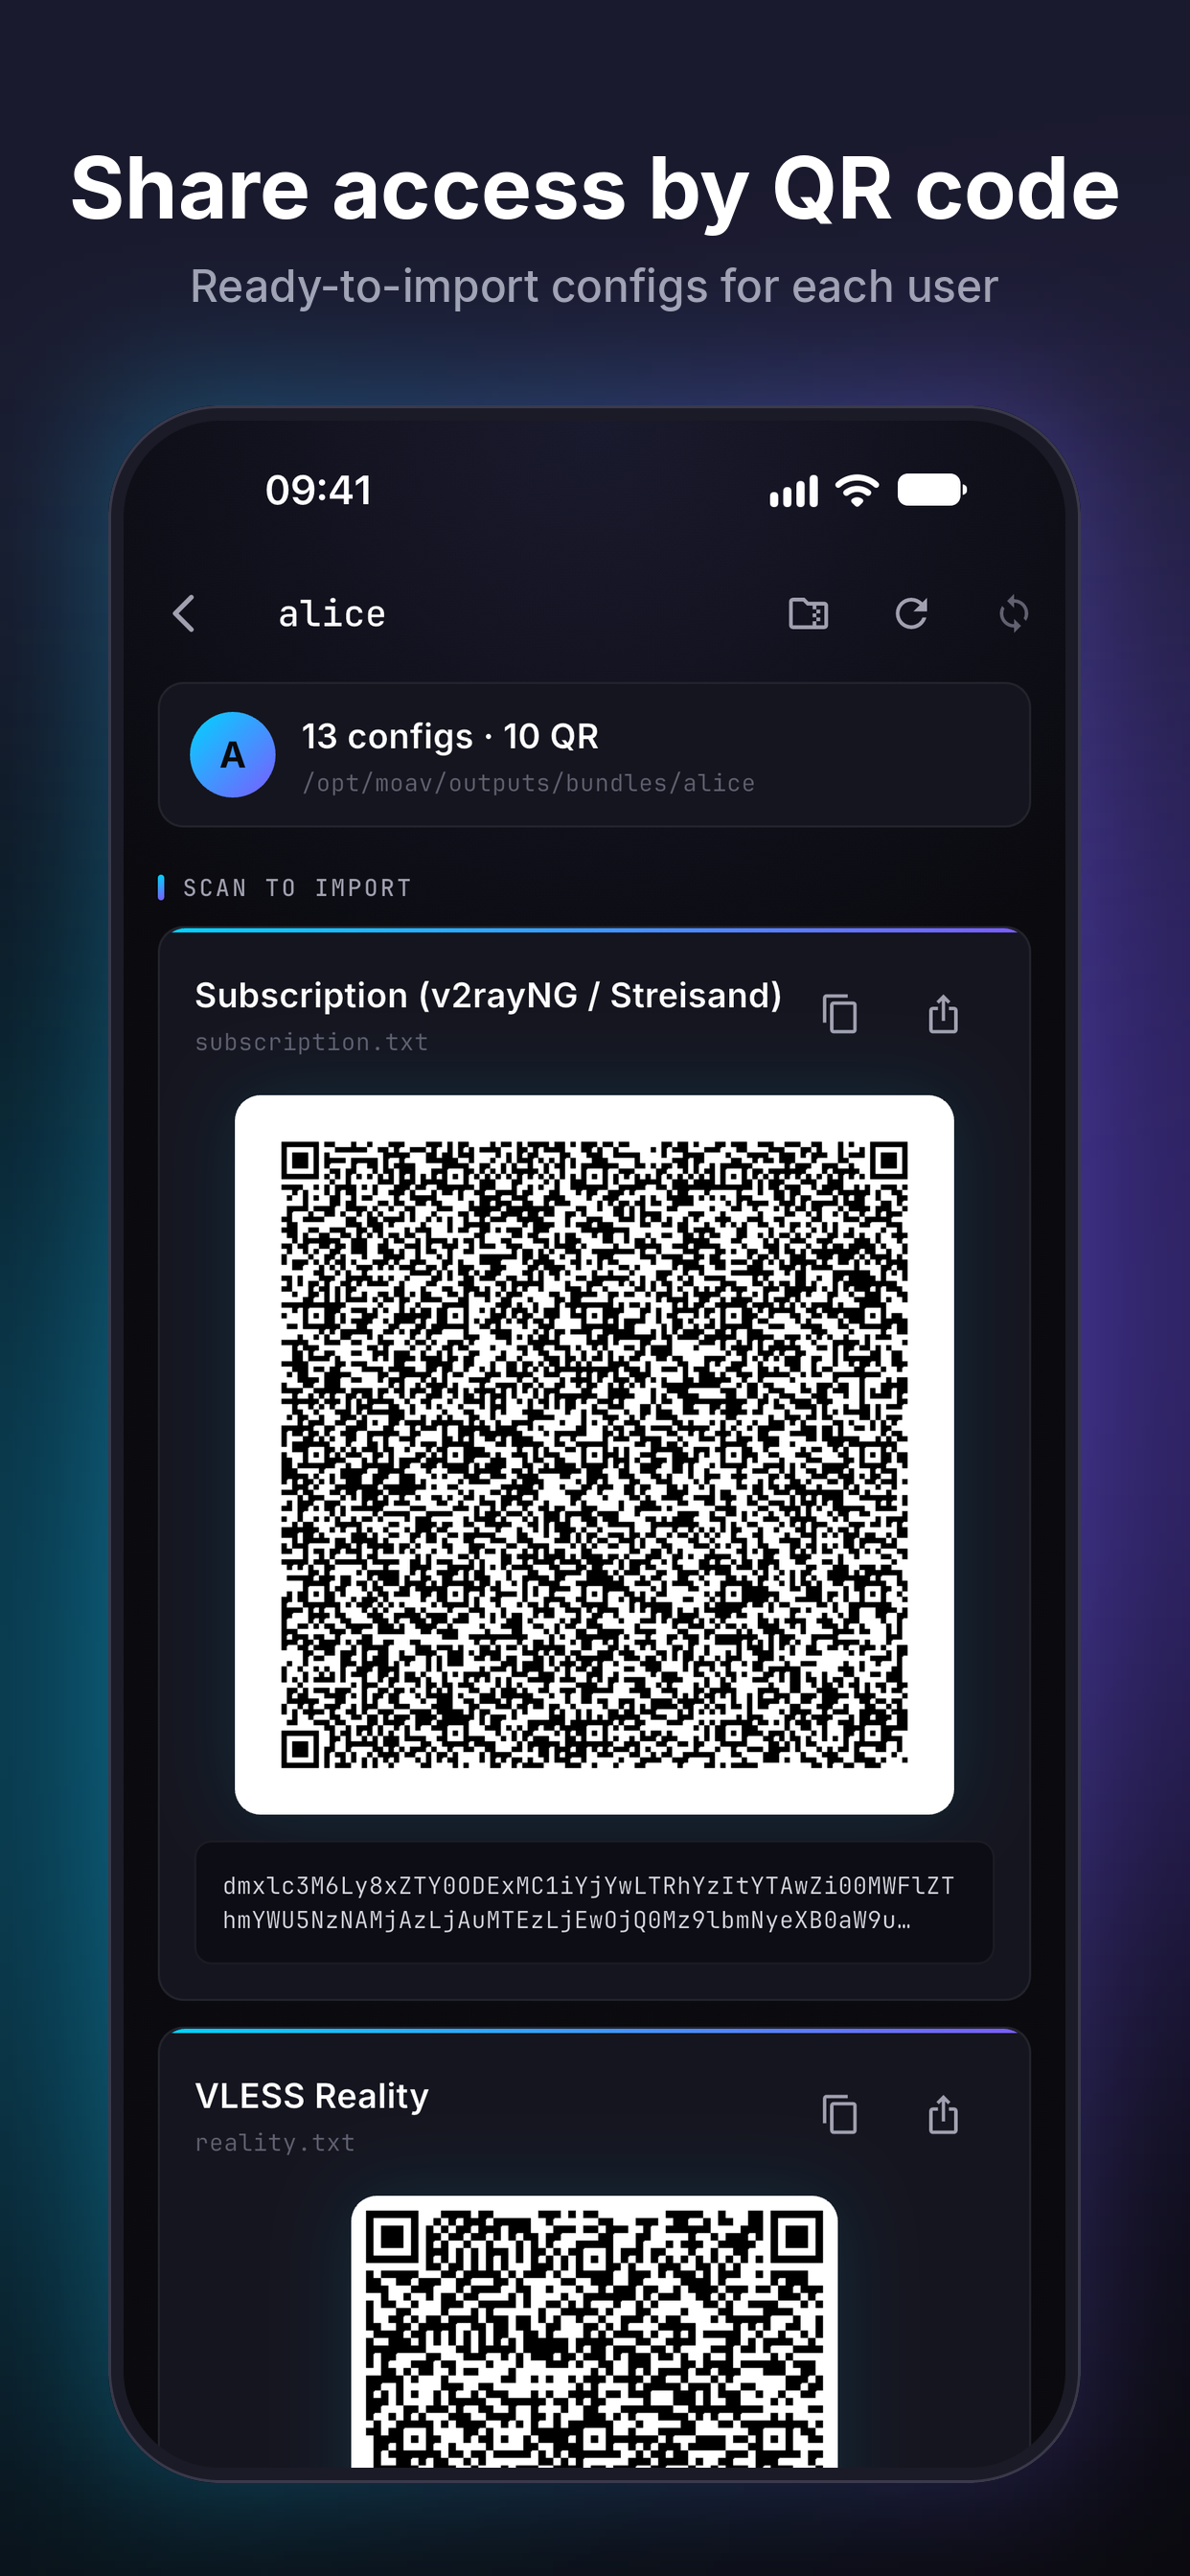 Share access by QR code
Ready-to-import configs for each user
09:41
alice
A
13 configs · 10 QR
/opt/moav/outputs/bundles/alice
SCAN TO IMPORT
Subscription (v2rayNG / Streisand)
subscription.txt
dmxlc3M6Ly8xZTY0ODExMC1iYjYwLTRhYzItYTAwZi00MWFlZT
hmYWU5NzNAMjAzLjAuMTEzLjEwOjQ0Mz9lbmNyeXB0aW9u…
VLESS Reality
reality.txt